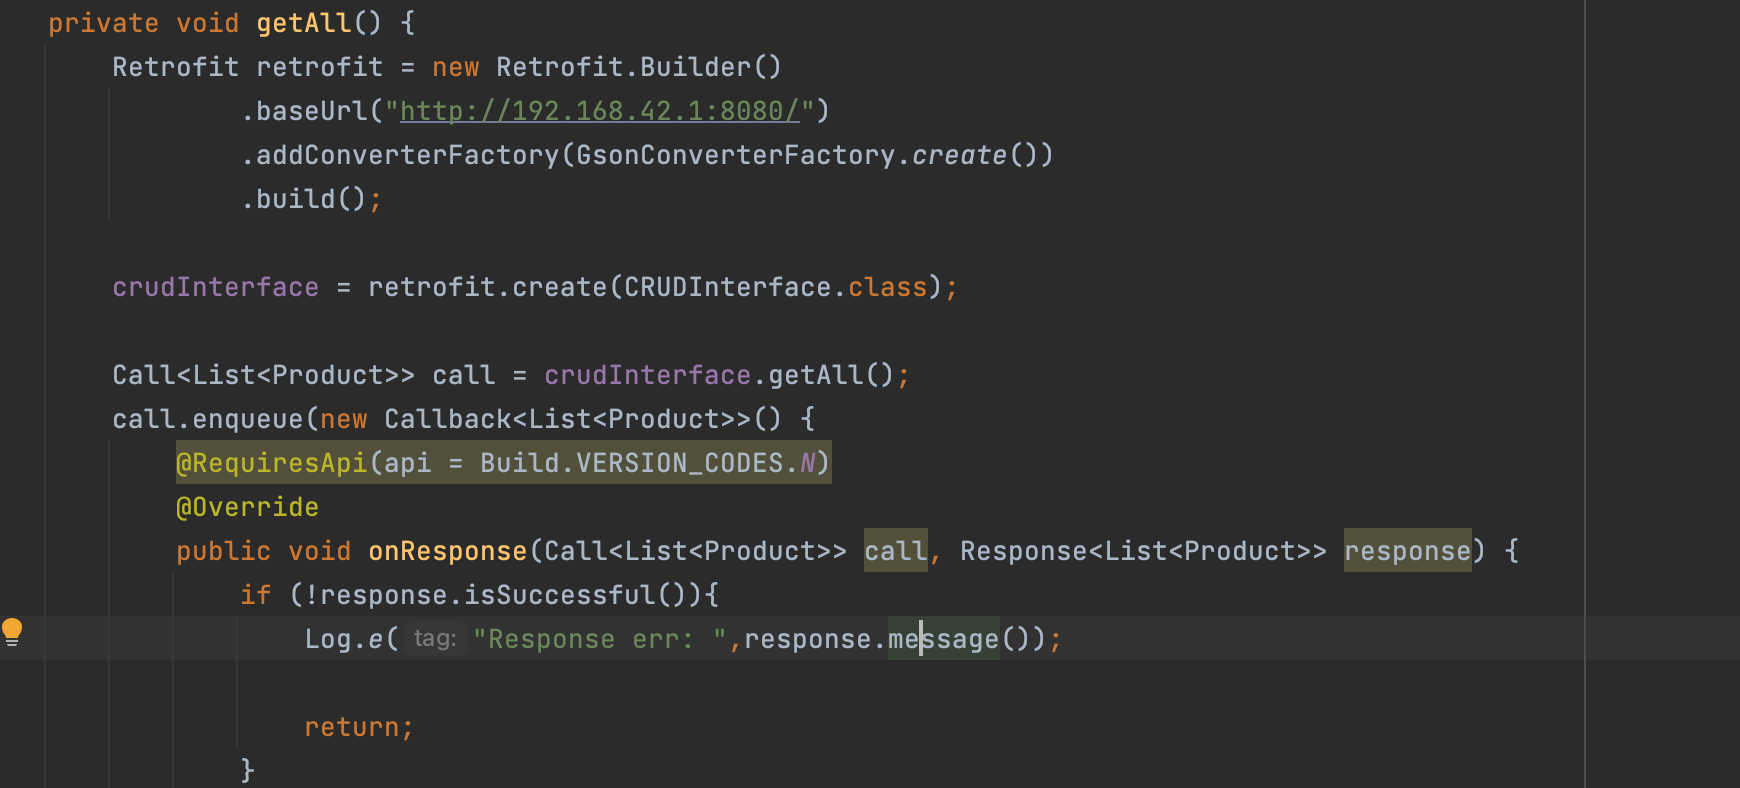 private void getAll() {
Retrofit retrofit = new Retrofit.Builder()
.baseUrl("http://192.168.42.1:8080/")
.addConverterFactory(GsonConverterFactory.create())
.build();
crudInterface = retrofit.create(CRUDInterface.class);
Call<List<Product>> call = crudInterface.getAll();
call.enqueue(new Callback<List<Product>>() {
@RequiresApi(api = Build.VERSION_CODES.N)
@Override
public void onResponse(Call<List<Product>> call, Response<List<Product>> response) {
if (!response.isSuccessful()){
Log.e( tag: "Response err: ",response.message());
return;
}